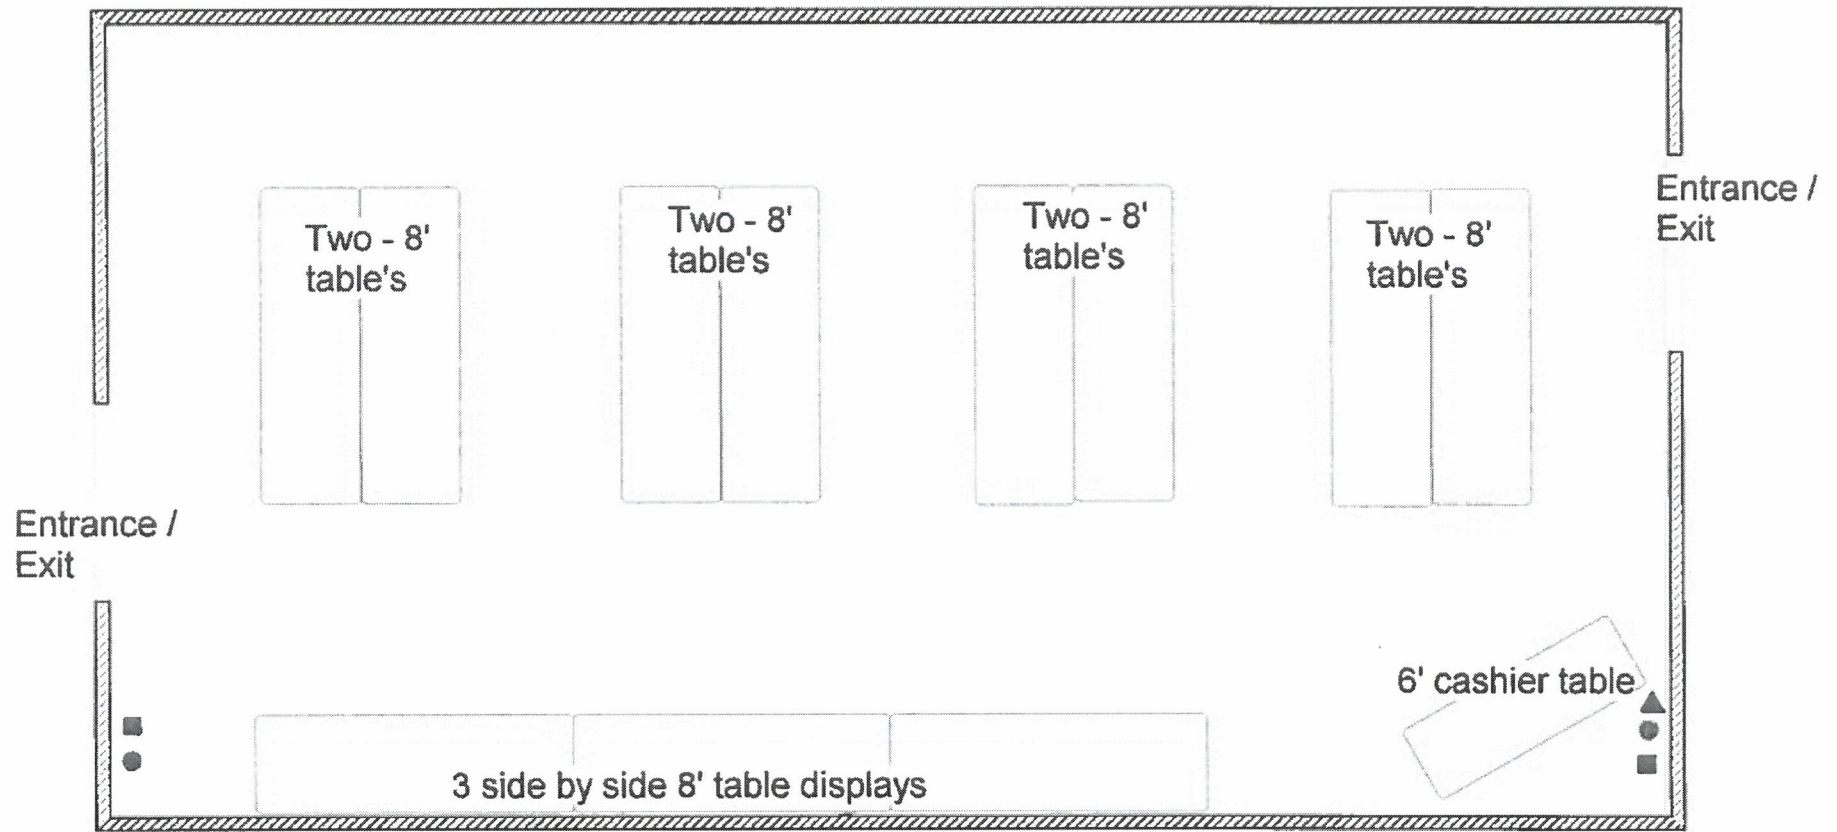 Entrance /
Exit
Two - 8'
table's
Two - 8'
table's
Two - 8'
table's
Two - 8'
table's
Entrance /
Exit
6' cashier table
3 side by side 8' table displays